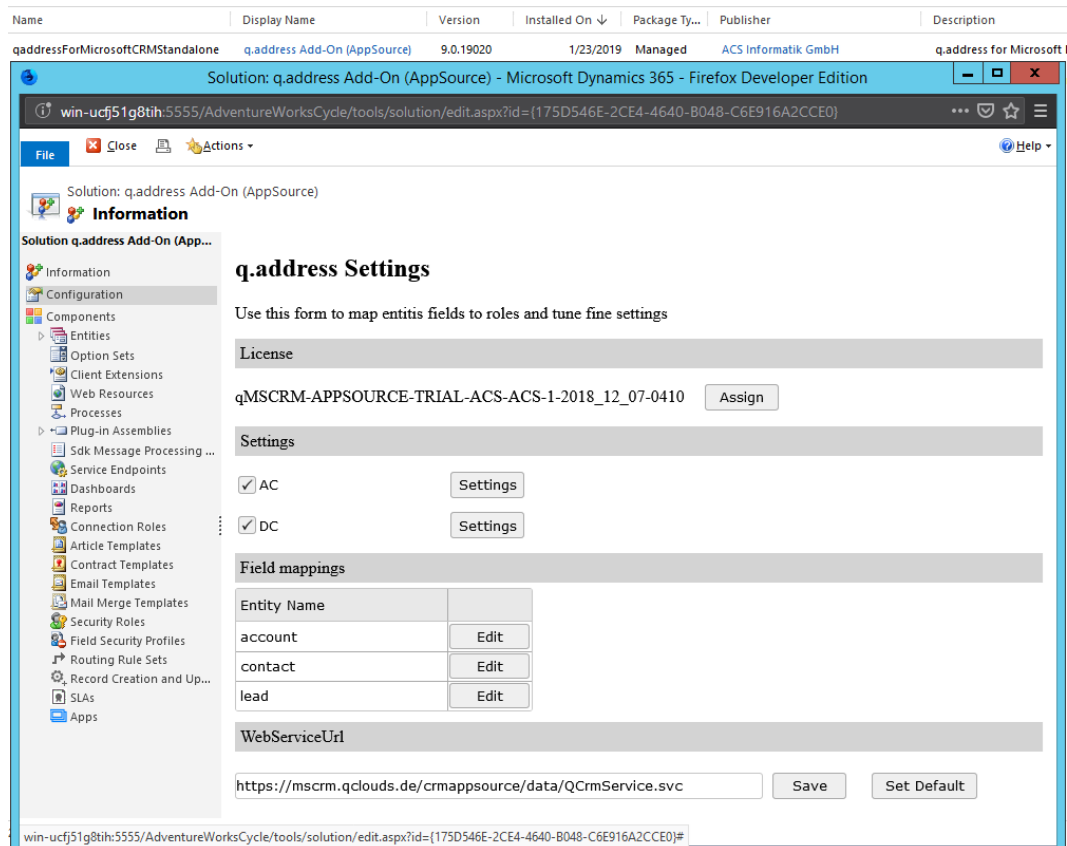 Name Display Name Version Installed On ↓ Package Ty... Publisher Description
qaddressForMicrosoftCRMStandalone q.address Add-On (AppSource) 9.0.19020 1/23/2019 Managed ACS Informatik GmbH q.address for Microsoft
Solution: q.address Add-On (AppSource) - Microsoft Dynamics 365 - Firefox Developer Edition
win-ucfj51g8tih:5555/AdventureWorksCycle/tools/solution/edit.aspx?id={175D546E-2CE4-4640-B048-C6E916A2CCE0}
File Close Actions Help
Solution: q.address Add-On (AppSource)
Information
Solution q.address Add-On (App...
Information
Configuration
Components
Entities
Option Sets
Client Extensions
Web Resources
Processes
Plug-in Assemblies
Sdk Message Processing ...
Service Endpoints
Dashboards
Reports
Connection Roles
Article Templates
Contract Templates
Email Templates
Mail Merge Templates
Security Roles
Field Security Profiles
Routing Rule Sets
Record Creation and Up...
SLAs
Apps
q.address Settings
Use this form to map entitis fields to roles and tune fine settings
License
qMSCRM-APPSOURCE-TRIAL-ACS-ACS-1-2018_12_07-0410 Assign
Settings
AC Settings
DC Settings
Field mappings
Entity Name
account Edit
contact Edit
lead Edit
WebServiceUrl
https://mscrm.qclouds.de/crmappsource/data/QCrmService.svc Save Set Default
win-ucfj51g8tih:5555/AdventureWorksCycle/tools/solution/edit.aspx?id={175D546E-2CE4-4640-B048-C6E916A2CCE0}#